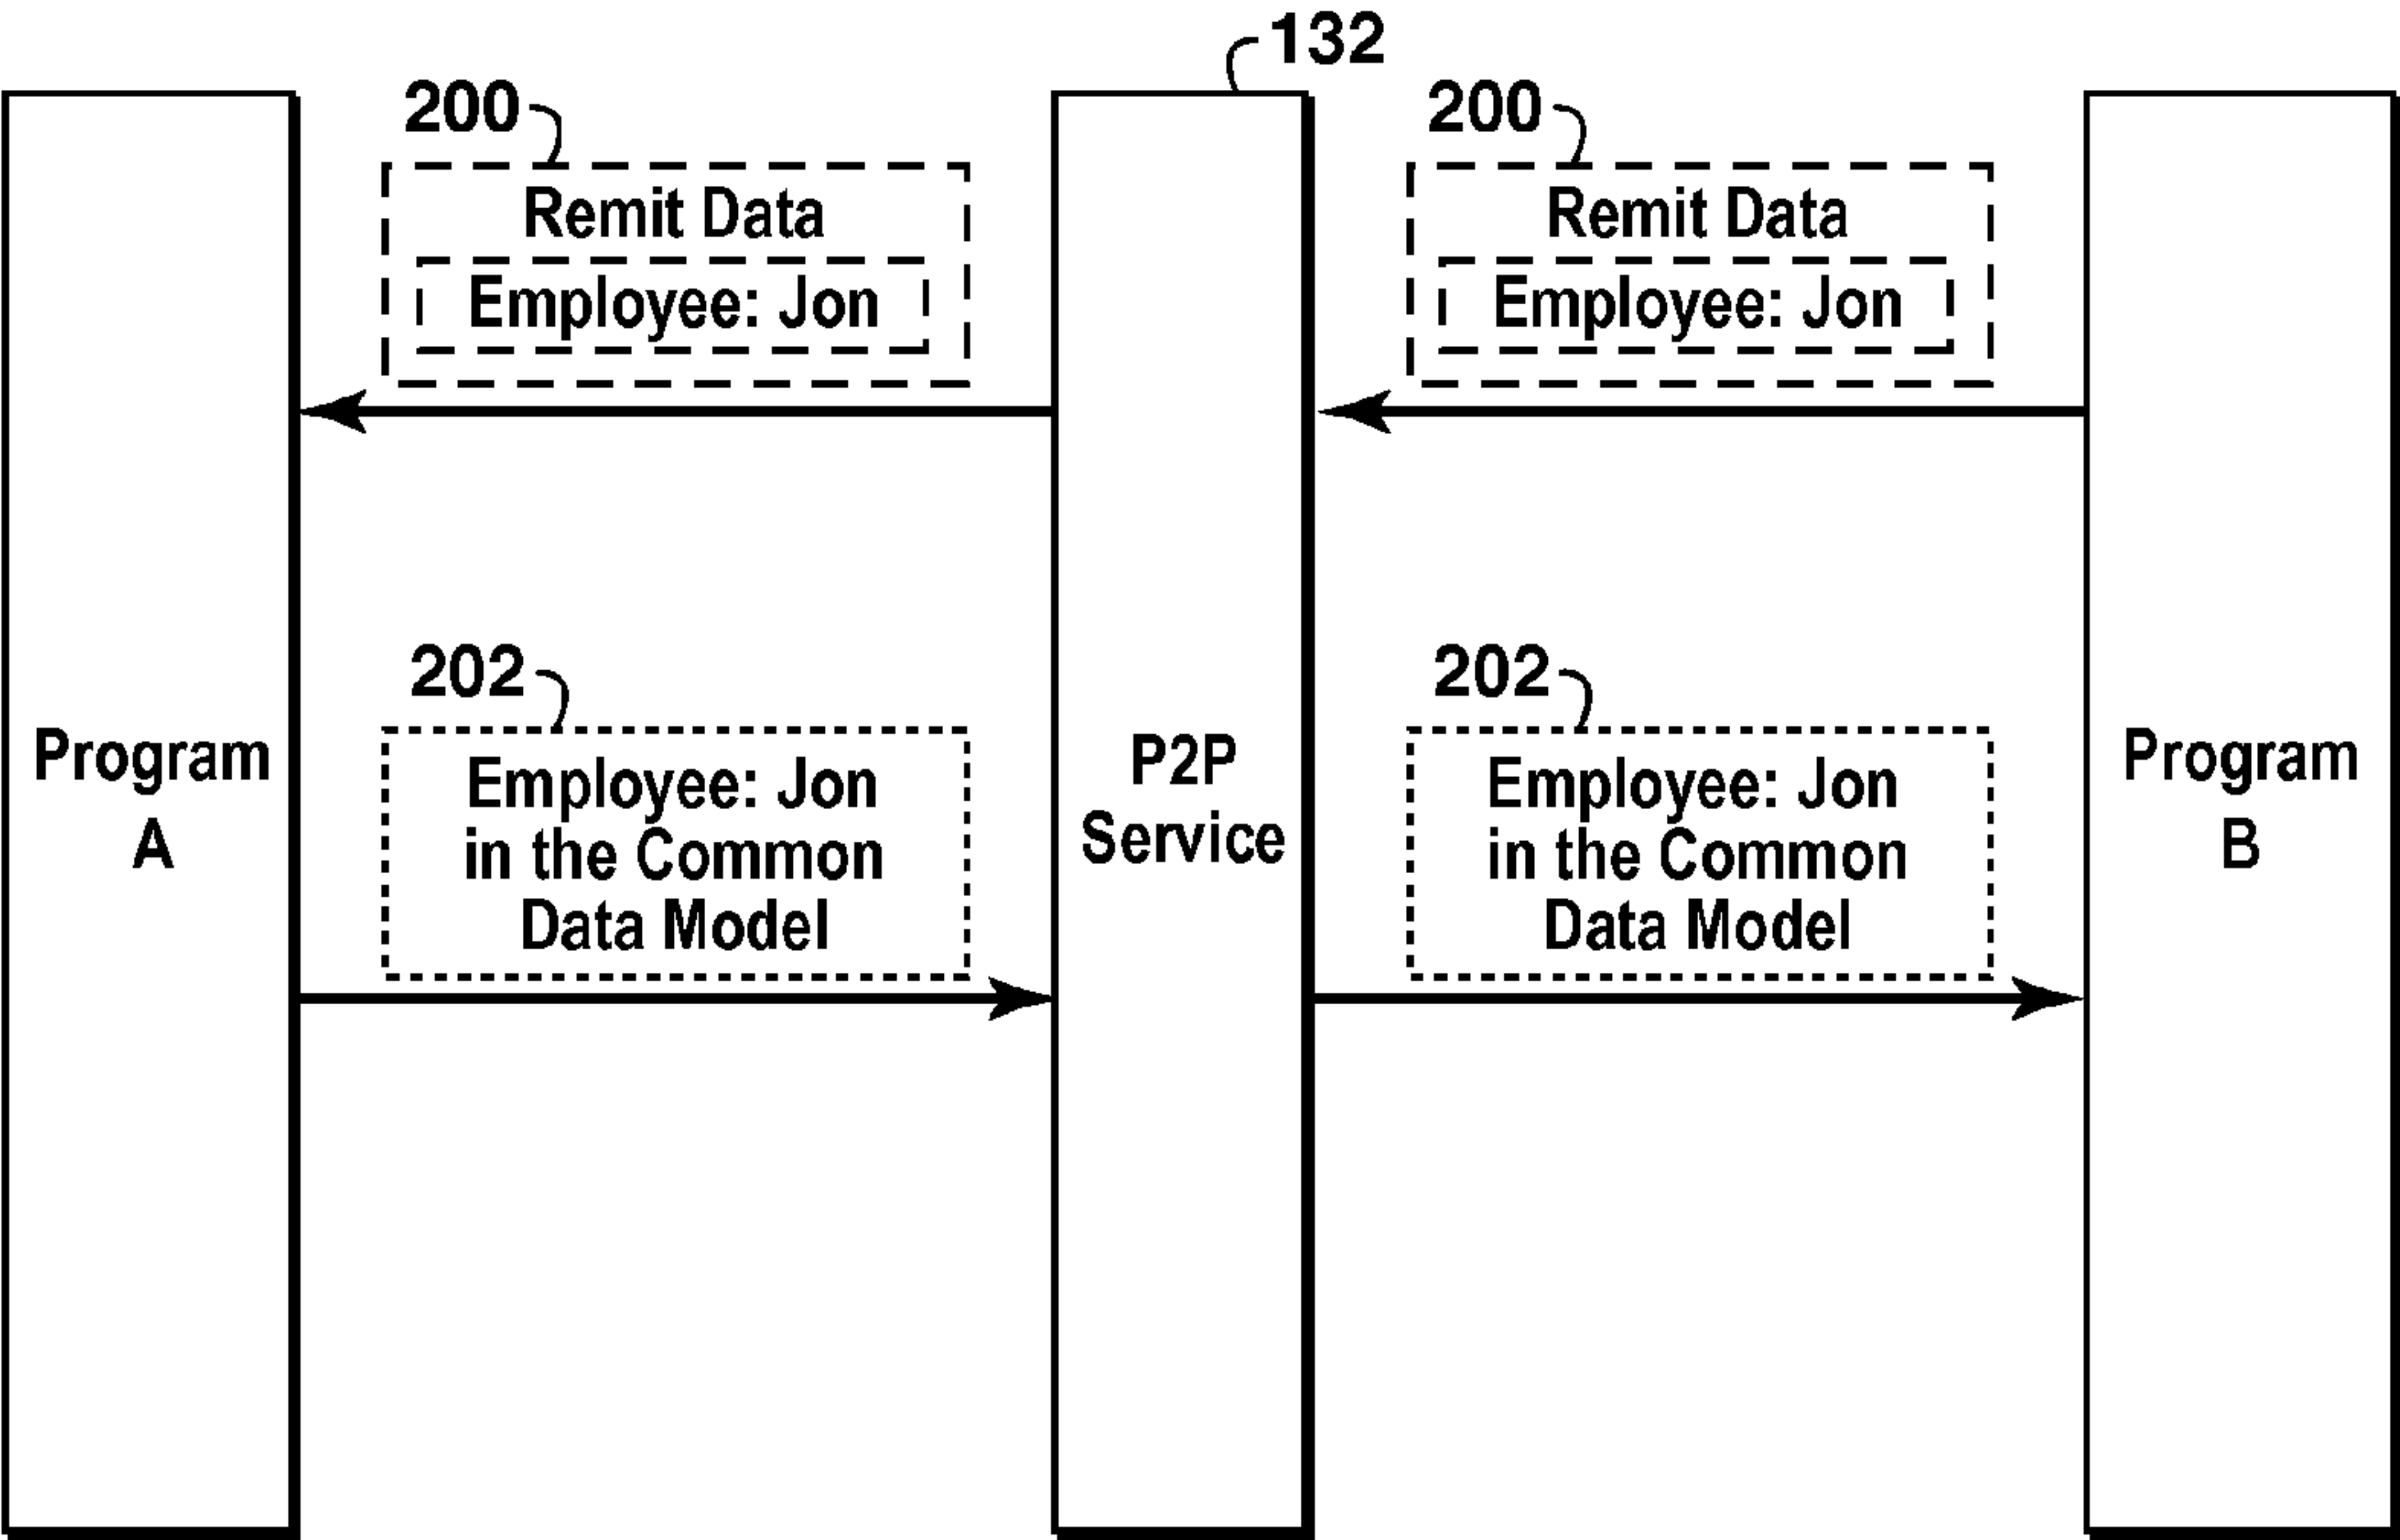 132
200
Remit Data
Employee: Jon
200
Remit Data
Employee: Jon
202
Employee: Jon
in the Common
Data Model
202
Employee: Jon
in the Common
Data Model
Program
A
P2P
Service
Program
B